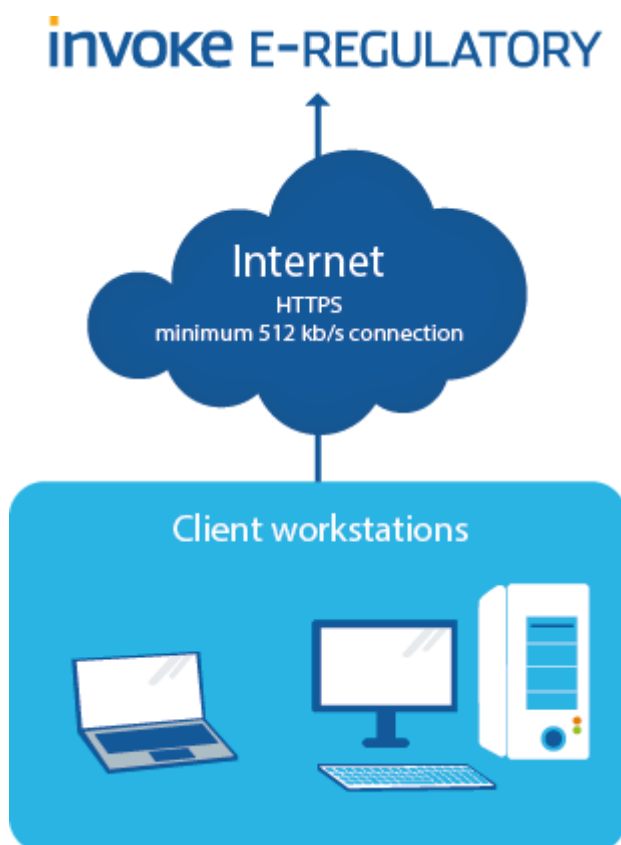 invoke E-REGULATORY
Internet
HTTPS
minimum 512 kb/s connection
Client workstations